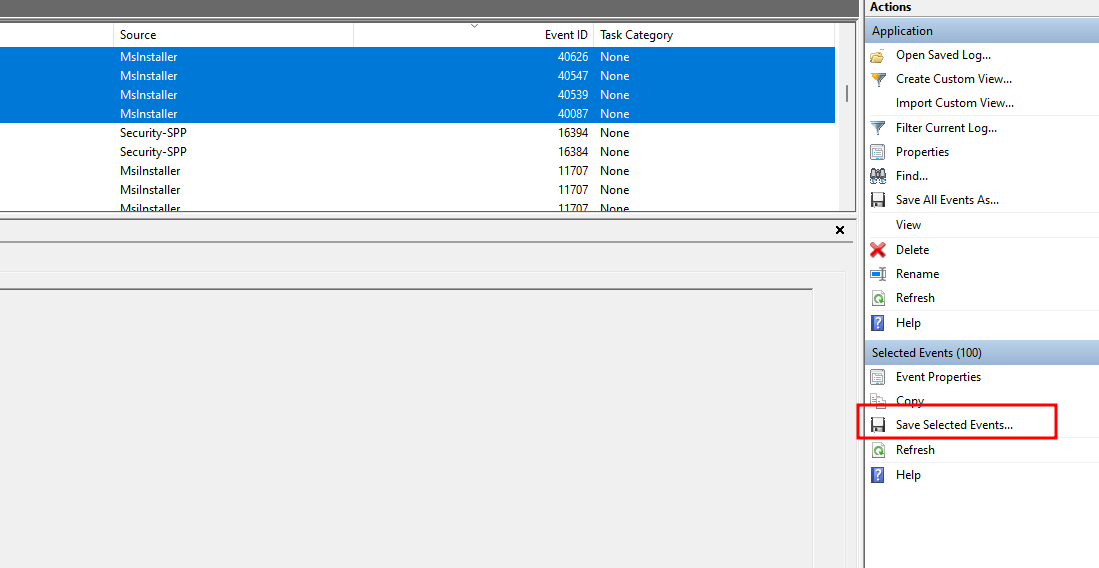 Source Event ID Task Category
MsInstaller 40626 None
MsInstaller 40547 None
MsInstaller 40539 None
MsInstaller 40087 None
Security-SPP 16394 None
Security-SPP 16384 None
MsiInstaller 11707 None
MsiInstaller 11707 None
MsiInstaller 11707 None
Actions
Application
Open Saved Log...
Create Custom View...
Import Custom View...
Filter Current Log...
Properties
Find...
Save All Events As...
View
Delete
Rename
Refresh
Help
Selected Events (100)
Event Properties
Copy
Save Selected Events...
Refresh
Help